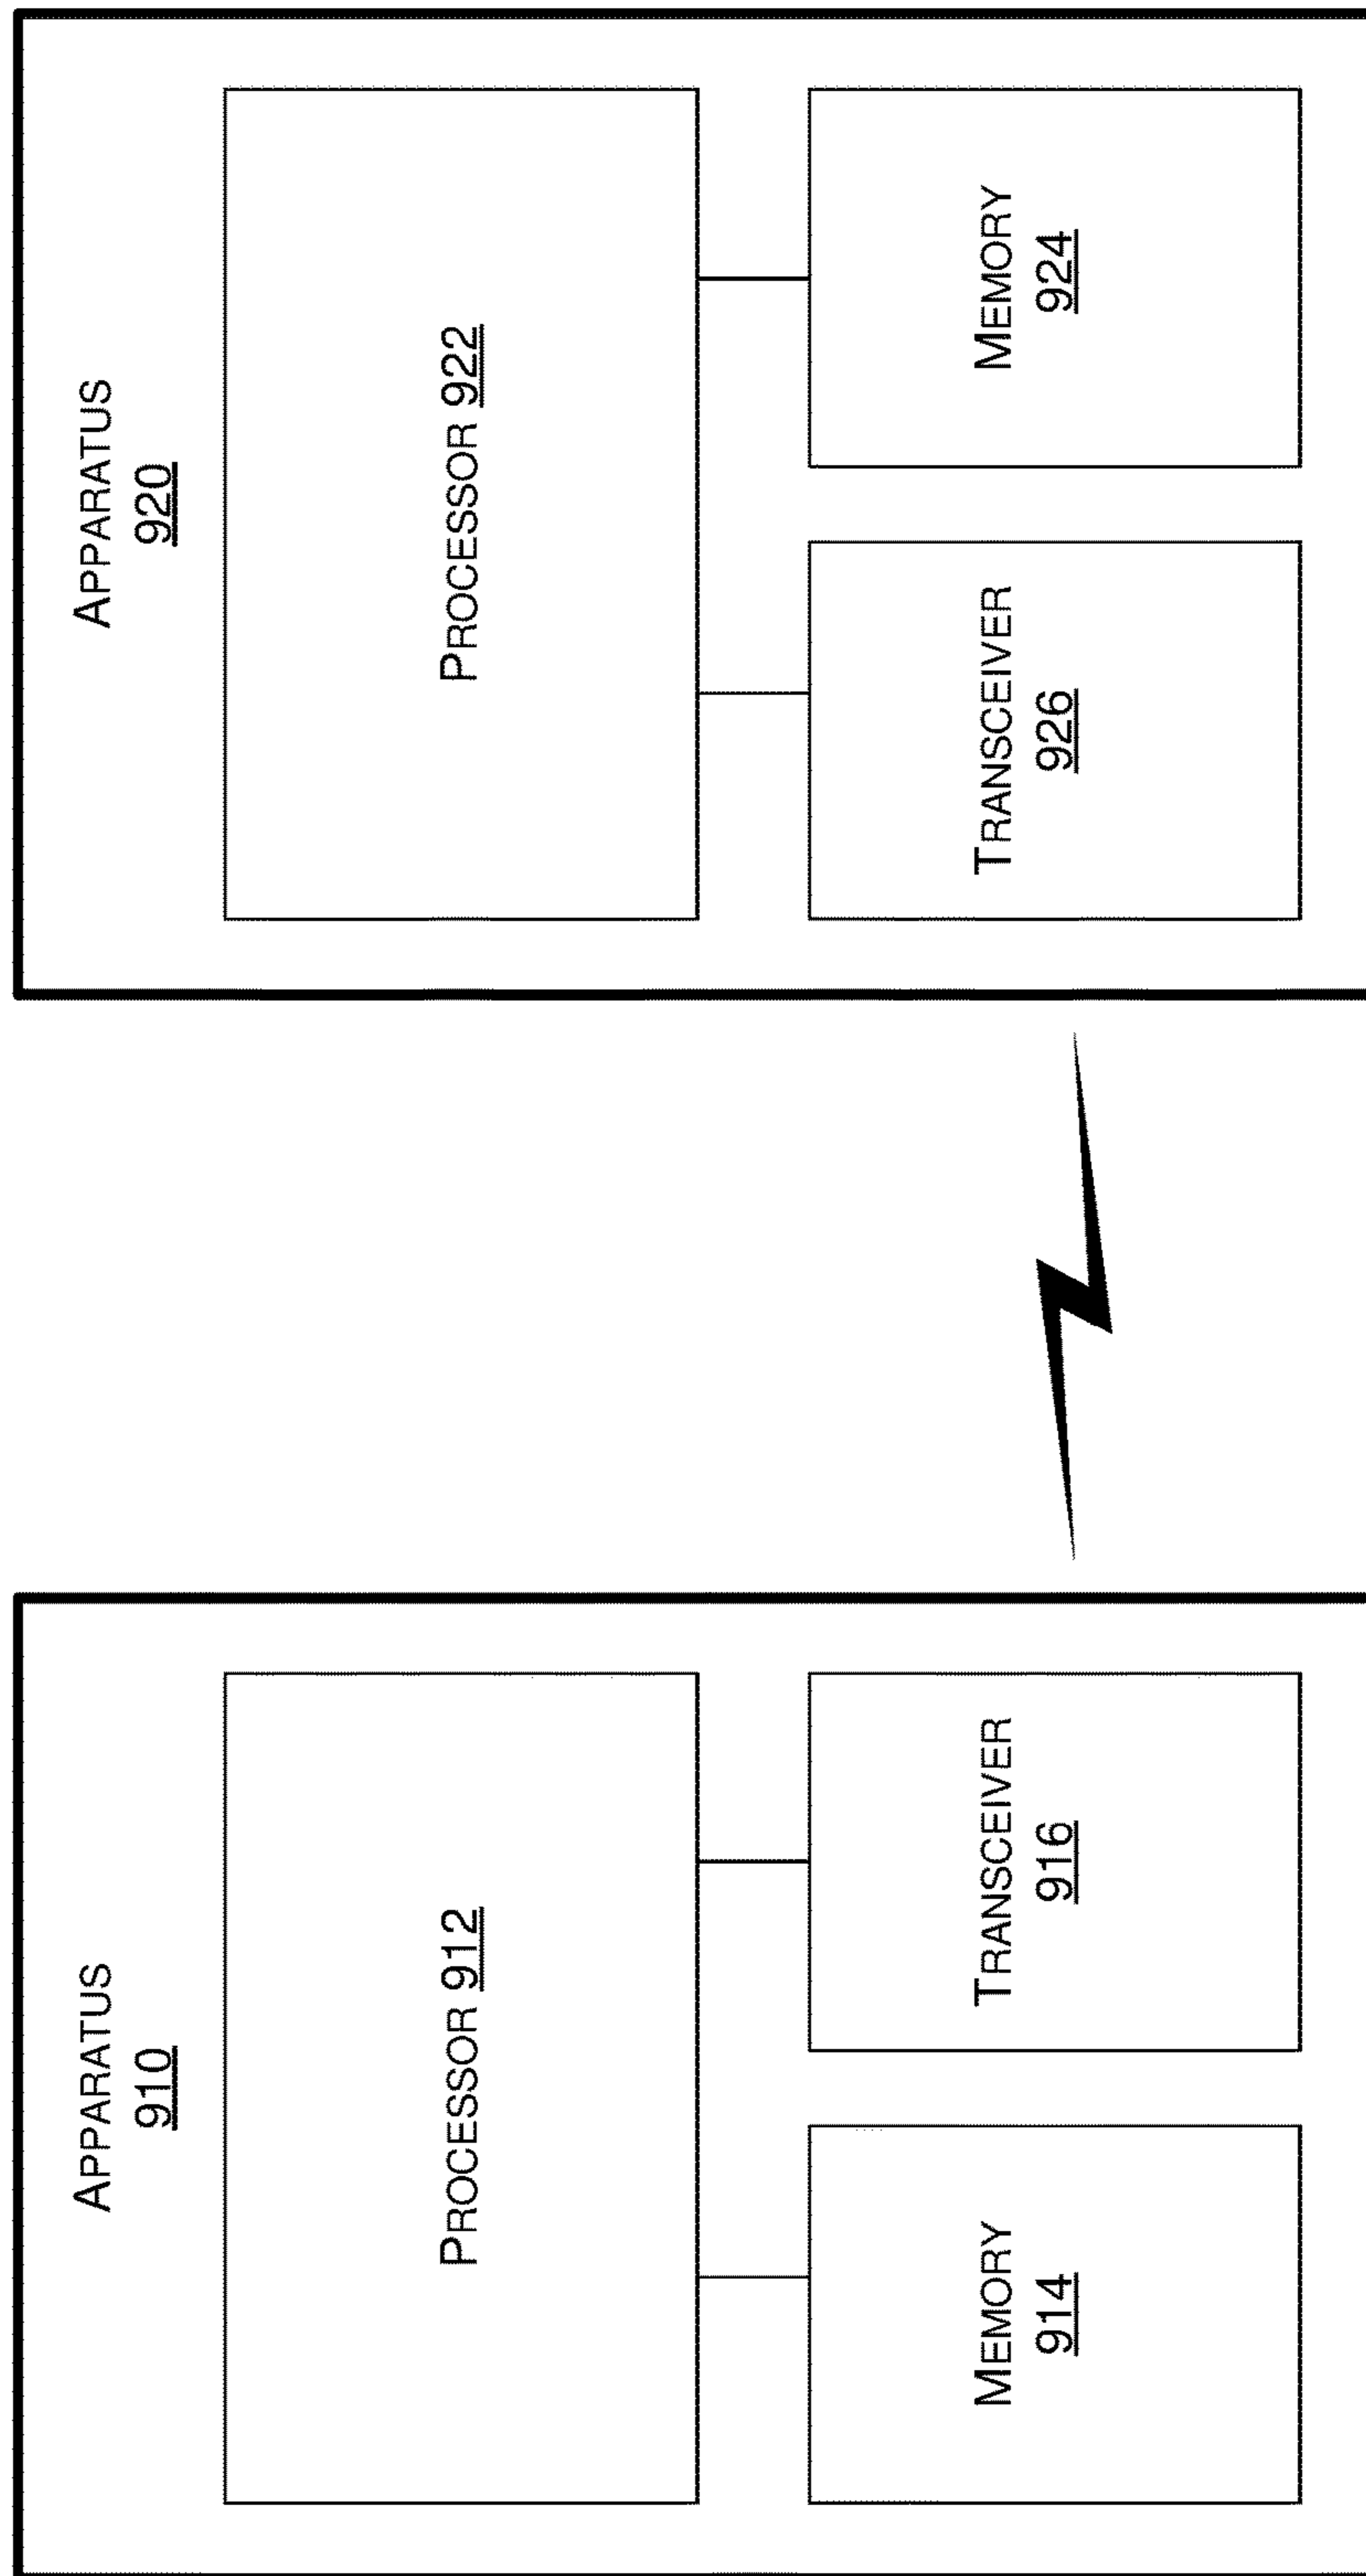 APPARATUS
910
PROCESSOR 912
MEMORY
914
TRANSCEIVER
916
APPARATUS
920
PROCESSOR 922
TRANSCEIVER
926
MEMORY
924